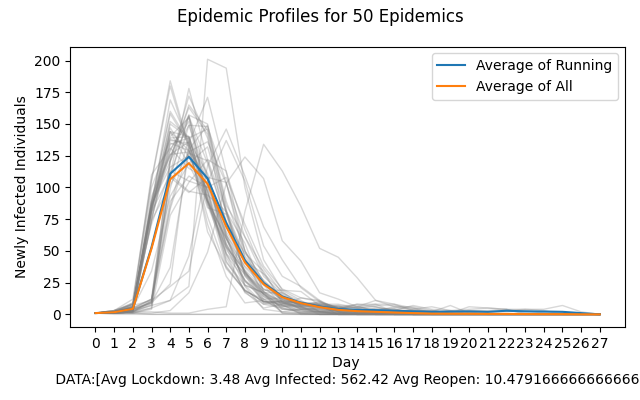 Epidemic Profiles for 50 Epidemics
Newly Infected Individuals
200
175
150
125
100
75
50
25
0
Average of Running
Average of All
0 1 2 3 4 5 6 7 8 9 10 11 12 13 14 15 16 17 18 19 20 21 22 23 24 25 26 27
Day
DATA:[Avg Lockdown: 3.48 Avg Infected: 562.42 Avg Reopen: 10.479166666666666